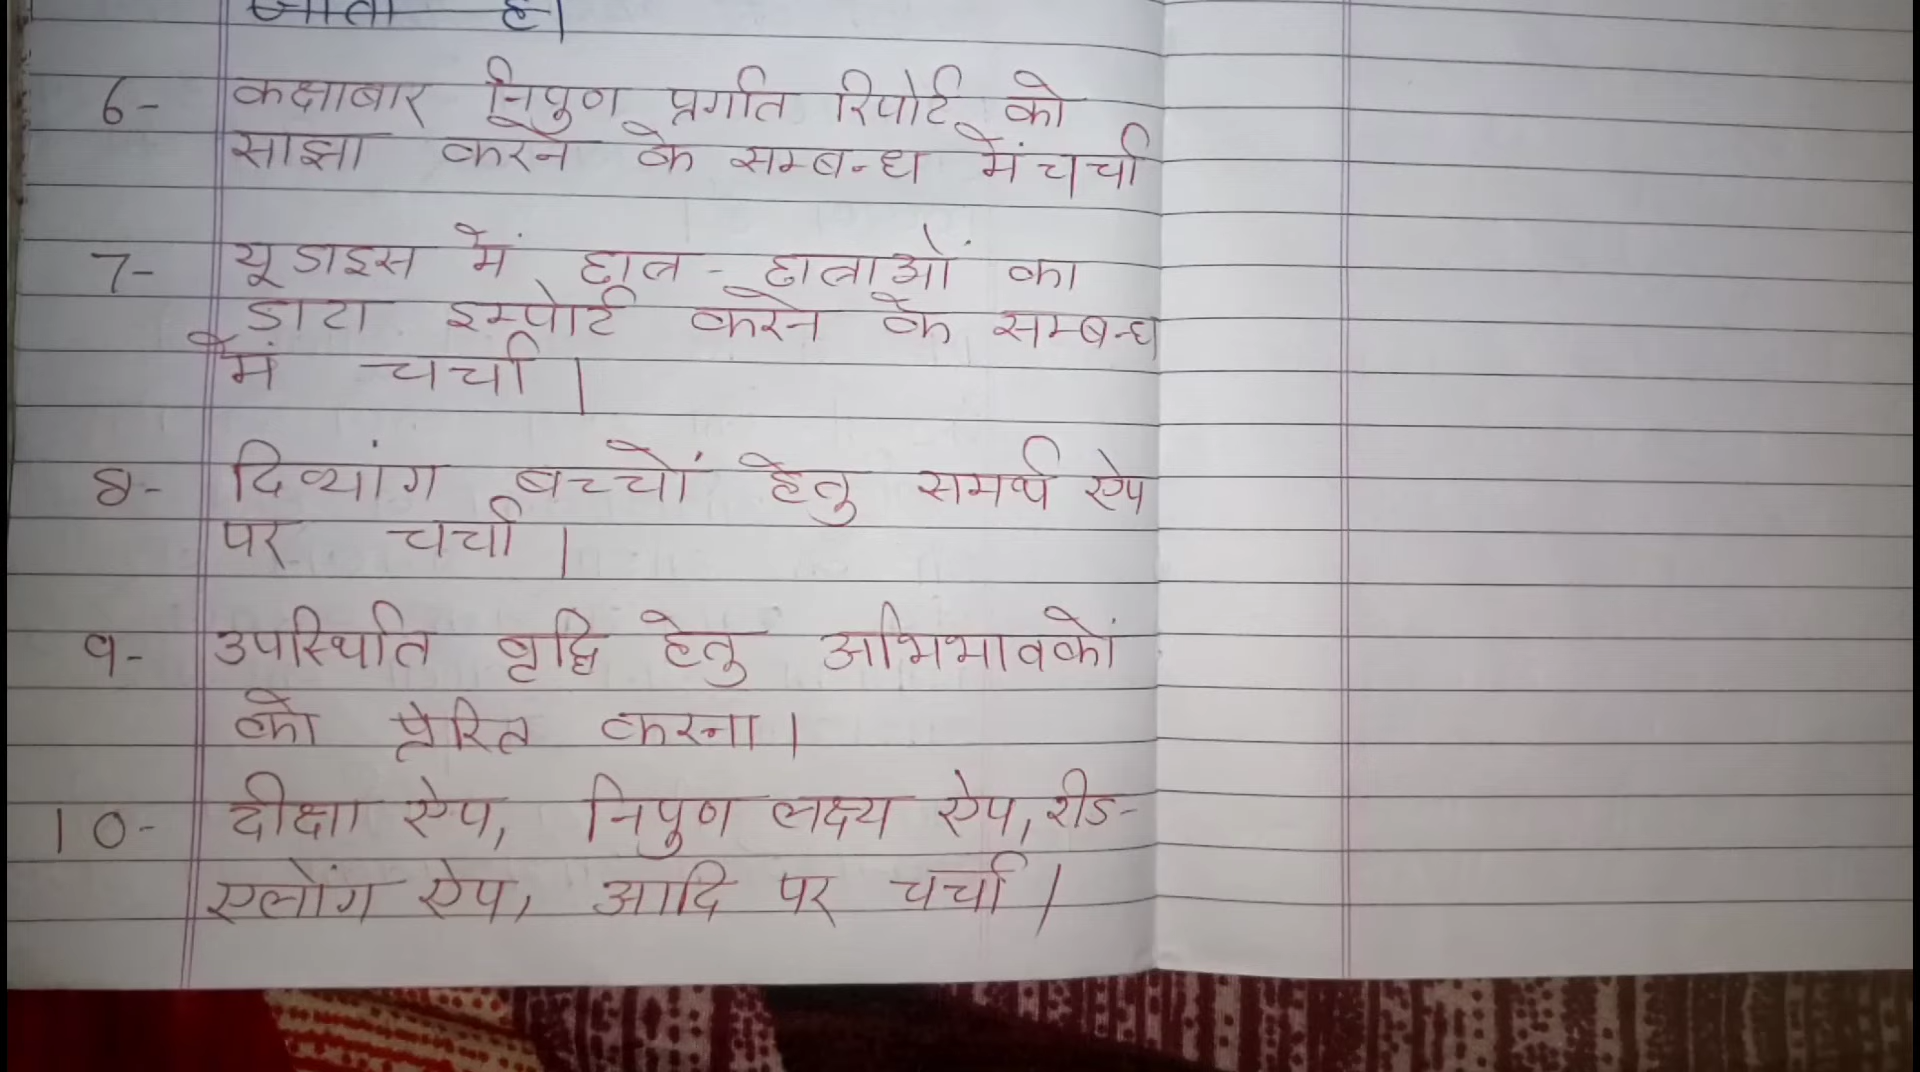 जाता है।
6- कक्षाबार निपुण प्रगति रिपोर्ट को
साझा करने के सम्बन्ध में चर्चा
7- यू डाइस में छात्र - छात्राओं का
डाटा इम्पोर्ट करने के सम्बन्ध
में चर्चा।
8- दिव्यांग बच्चों हेतु समर्थ ऐप
पर चर्चा।
9- उपस्थिति वृद्धि हेतु अभिभावकों
को प्रेरित करना।
10- दीक्षा ऐप, निपुण लक्ष्य ऐप, रीड-
एलोंग ऐप, आदि पर चर्चा।